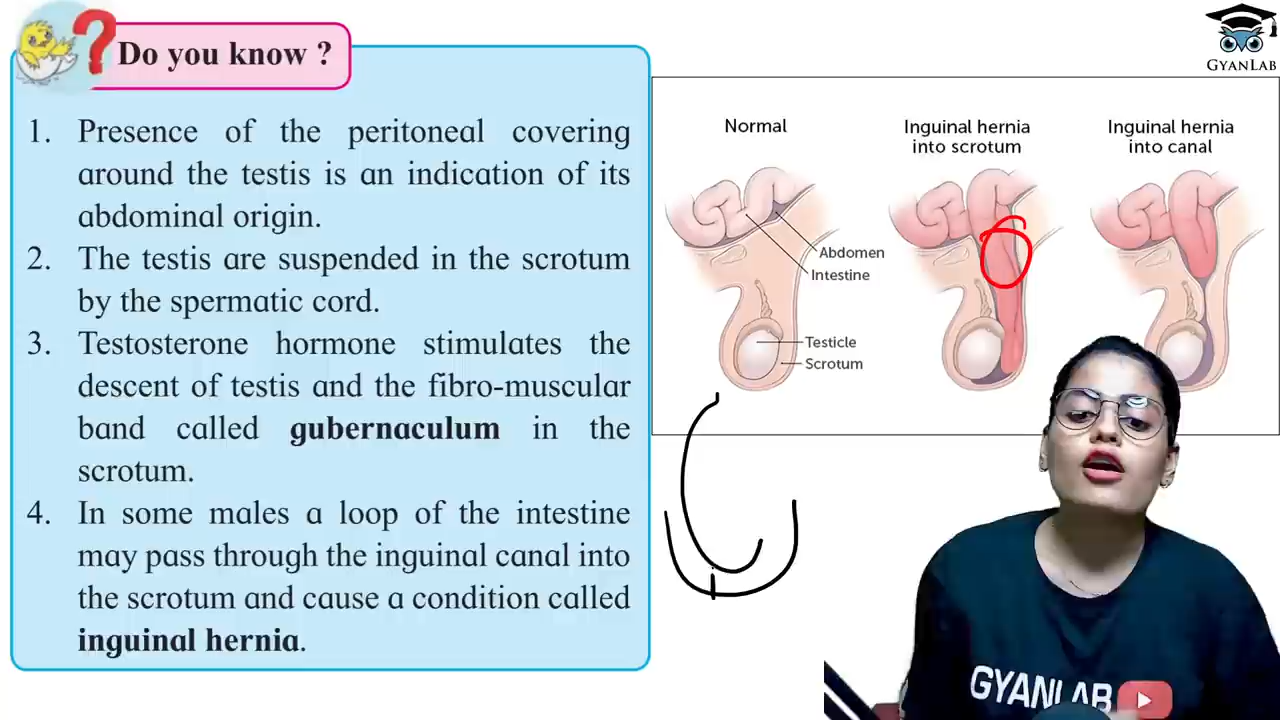 Do you know ?
1. Presence of the peritoneal covering
around the testis is an indication of its
abdominal origin.
2. The testis are suspended in the scrotum
by the spermatic cord.
3. Testosterone hormone stimulates the
descent of testis and the fibro-muscular
band called gubernaculum in the
scrotum.
4. In some males a loop of the intestine
may pass through the inguinal canal into
the scrotum and cause a condition called
inguinal hernia.
GYANLAB
Normal
Inguinal hernia
into scrotum
Inguinal hernia
into canal
Abdomen
Intestine
Testicle
Scrotum
GYANLAB